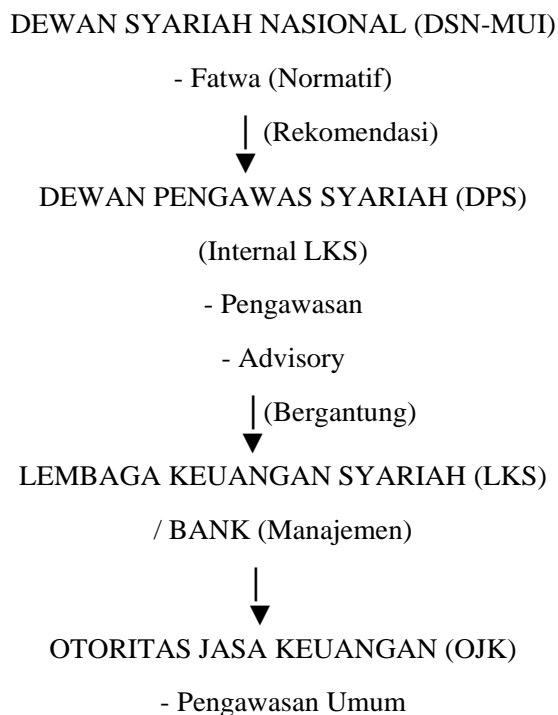 DEWAN SYARIAH NASIONAL (DSN-MUI)
- Fatwa (Normatif)
(Rekomendasi)
DEWAN PENGAWAS SYARIAH (DPS)
(Internal LKS)
- Pengawasan
- Advisory
(Bergantung)
LEMBAGA KEUANGAN SYARIAH (LKS)
/ BANK (Manajemen)
OTORITAS JASA KEUANGAN (OJK)
- Pengawasan Umum